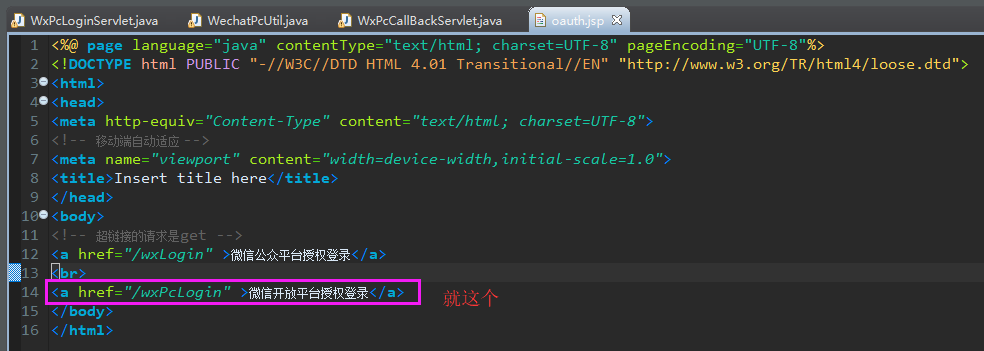 WxPcLoginServlet.java WechatPcUtil.java WxPcCallBackServlet.java oauth.jsp
1 <%@ page language="java" contentType="text/html; charset=UTF-8" pageEncoding="UTF-8"%>
2 <!DOCTYPE html PUBLIC "-//W3C//DTD HTML 4.01 Transitional//EN" "http://www.w3.org/TR/html4/loose.dtd">
3 <html>
4 <head>
5 <meta http-equiv="Content-Type" content="text/html; charset=UTF-8">
6 <!-- 移动端自动适应 -->
7 <meta name="viewport" content="width=device-width,initial-scale=1.0">
8 <title>Insert title here</title>
9 </head>
10 <body>
11 <!-- 超链接的请求是get -->
12 <a href="/wxLogin" >微信公众平台授权登录</a>
13 <br>
14 <a href="/wxPcLogin" >微信开放平台授权登录</a> 就这个
15 </body>
16 </html>